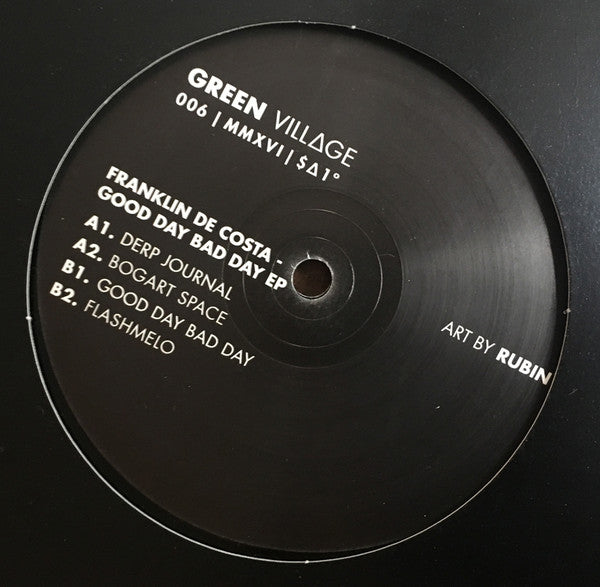 GREEN VILLΔGE
006 | MMXVI | $Δ1°
FRANKLIN DE COSTA -
GOOD DAY BAD DAY EP
A1. DERP JOURNAL
A2. BOGART SPACE
B1. GOOD DAY BAD DAY
B2. FLASHMELO
ART BY RUBIN